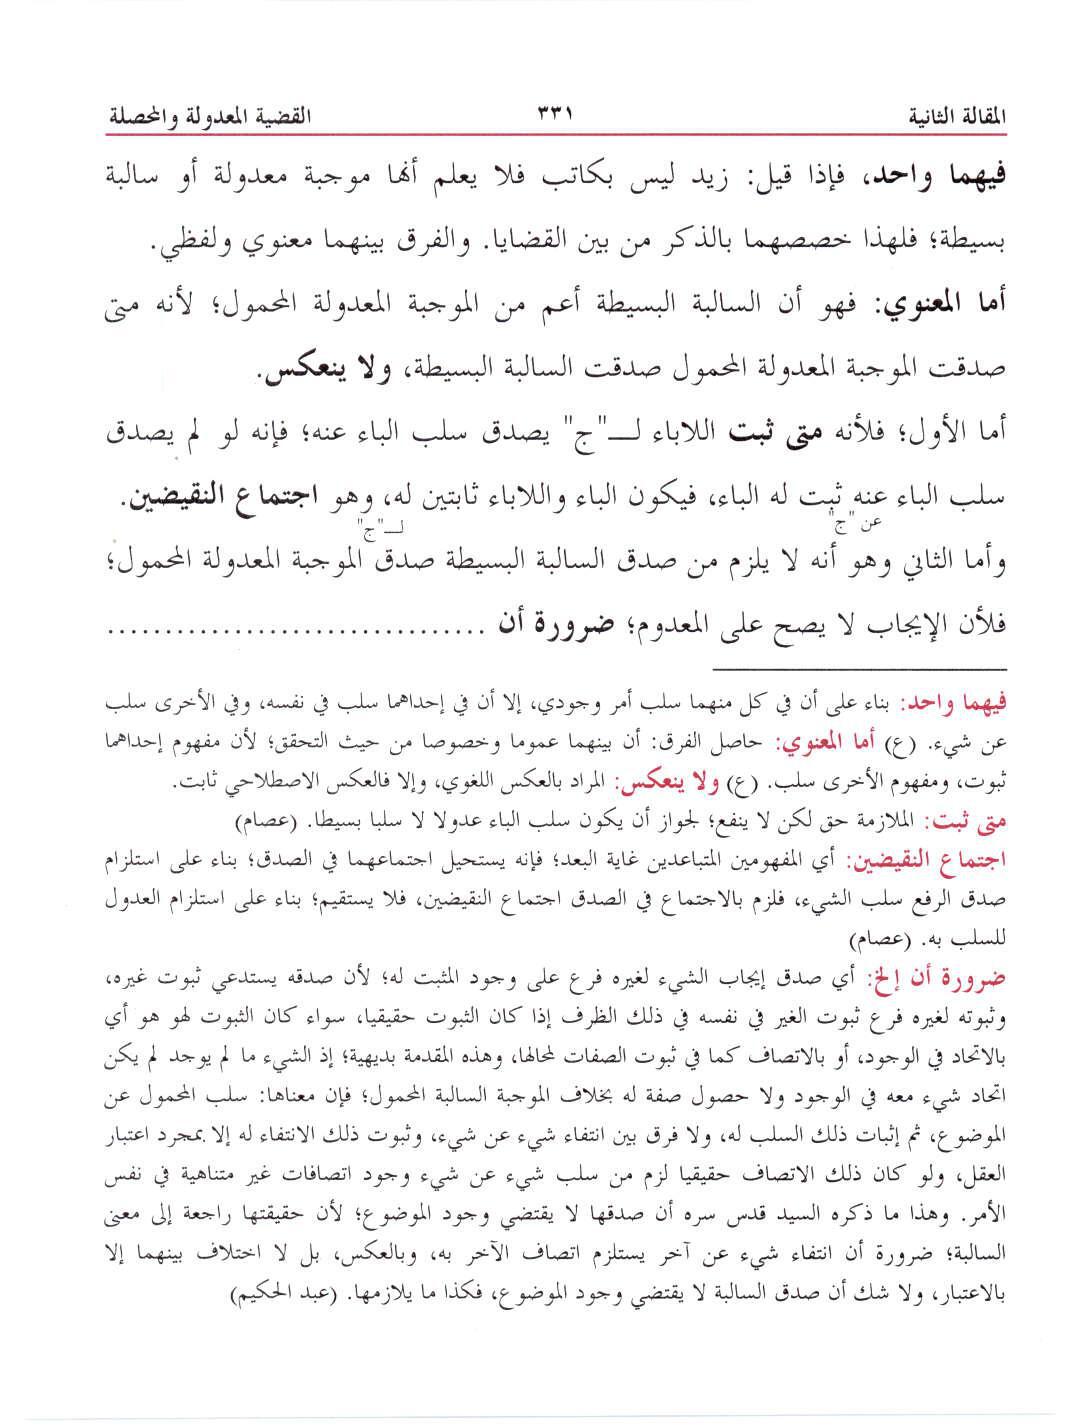 المقالة الثانية ٣٣١ القضية المعدولة والمحصلة
فيهما واحد، فإذا قيل: زيد ليس بكاتب فلا يعلم أنها موجبة معدولة أو سالبة
بسيطة؛ فلهذا خصصهما بالذكر من بين القضايا. والفرق بينهما معنوي ولفظي.
أما المعنوي: فهو أن السالبة البسيطة أعم من الموجبة المعدولة المحمول؛ لأنه متى
صدقت الموجبة المعدولة المحمول صدقت السالبة البسيطة، ولا ينعكس.
أما الأول؛ فلأنه متى ثبت اللاباء لــ"ج" يصدق سلب الباء عنه؛ فإنه لو لم يصدق
سلب الباء عنه ثبت له الباء، فيكون الباء واللاباء ثابتين له، وهو اجتماع النقيضين.
عن "ج" لــ"ج"
وأما الثاني وهو أنه لا يلزم من صدق السالبة البسيطة صدق الموجبة المعدولة المحمول؛
فلأن الإيجاب لا يصح على المعدوم؛ ضرورة أن .................................
فيهما واحد: بناء على أن في كل منهما سلب أمر وجودي، إلا أن في إحداهما سلب في نفسه، وفي الأخرى سلب
عن شيء. (ع) أما المعنوي: حاصل الفرق: أن بينهما عموما وخصوصا من حيث التحقق؛ لأن مفهوم إحداهما
ثبوت، ومفهوم الأخرى سلب. (ع) ولا ينعكس: المراد بالعكس اللغوي، وإلا فالعكس الاصطلاحي ثابت.
متى ثبت: الملازمة حق لكن لا ينفع؛ لجواز أن يكون سلب الباء عدولا لا سلبا بسيطا. (عصام)
اجتماع النقيضين: أي المفهومين المتباعدين غاية البعد؛ فإنه يستحيل اجتماعهما في الصدق؛ بناء على استلزام
صدق الرفع سلب الشيء، فلزم بالاجتماع في الصدق اجتماع النقيضين، فلا يستقيم؛ بناء على استلزام العدول
للسلب به. (عصام)
ضرورة أن إلخ: أي صدق إيجاب الشيء لغيره فرع على وجود المثبت له؛ لأن صدقه يستدعي ثبوت غيره،
وثبوته لغيره فرع ثبوت الغير في نفسه في ذلك الظرف إذا كان الثبوت حقيقيا، سواء كان الثبوت لهو هو أي
بالاتحاد في الوجود، أو بالاتصاف كما في ثبوت الصفات لمحالها، وهذه المقدمة بديهية؛ إذ الشيء ما لم يوجد لم يكن
اتحاد شيء معه في الوجود ولا حصول صفة له بخلاف الموجبة السالبة المحمول؛ فإن معناها: سلب المحمول عن
الموضوع، ثم إثبات ذلك السلب له، ولا فرق بين انتفاء شيء عن شيء، وثبوت ذلك الانتفاء له إلا بمجرد اعتبار
العقل، ولو كان ذلك الاتصاف حقيقيا لزم من سلب شيء عن شيء وجود اتصافات غير متناهية في نفس
الأمر. وهذا ما ذكره السيد قدس سره أن صدقها لا يقتضي وجود الموضوع؛ لأن حقيقتها راجعة إلى معنى
السالبة؛ ضرورة أن انتفاء شيء عن آخر يستلزم اتصاف الآخر به، وبالعكس، بل لا اختلاف بينهما إلا
بالاعتبار، ولا شك أن صدق السالبة لا يقتضي وجود الموضوع، فكذا ما يلازمها. (عبد الحكيم)